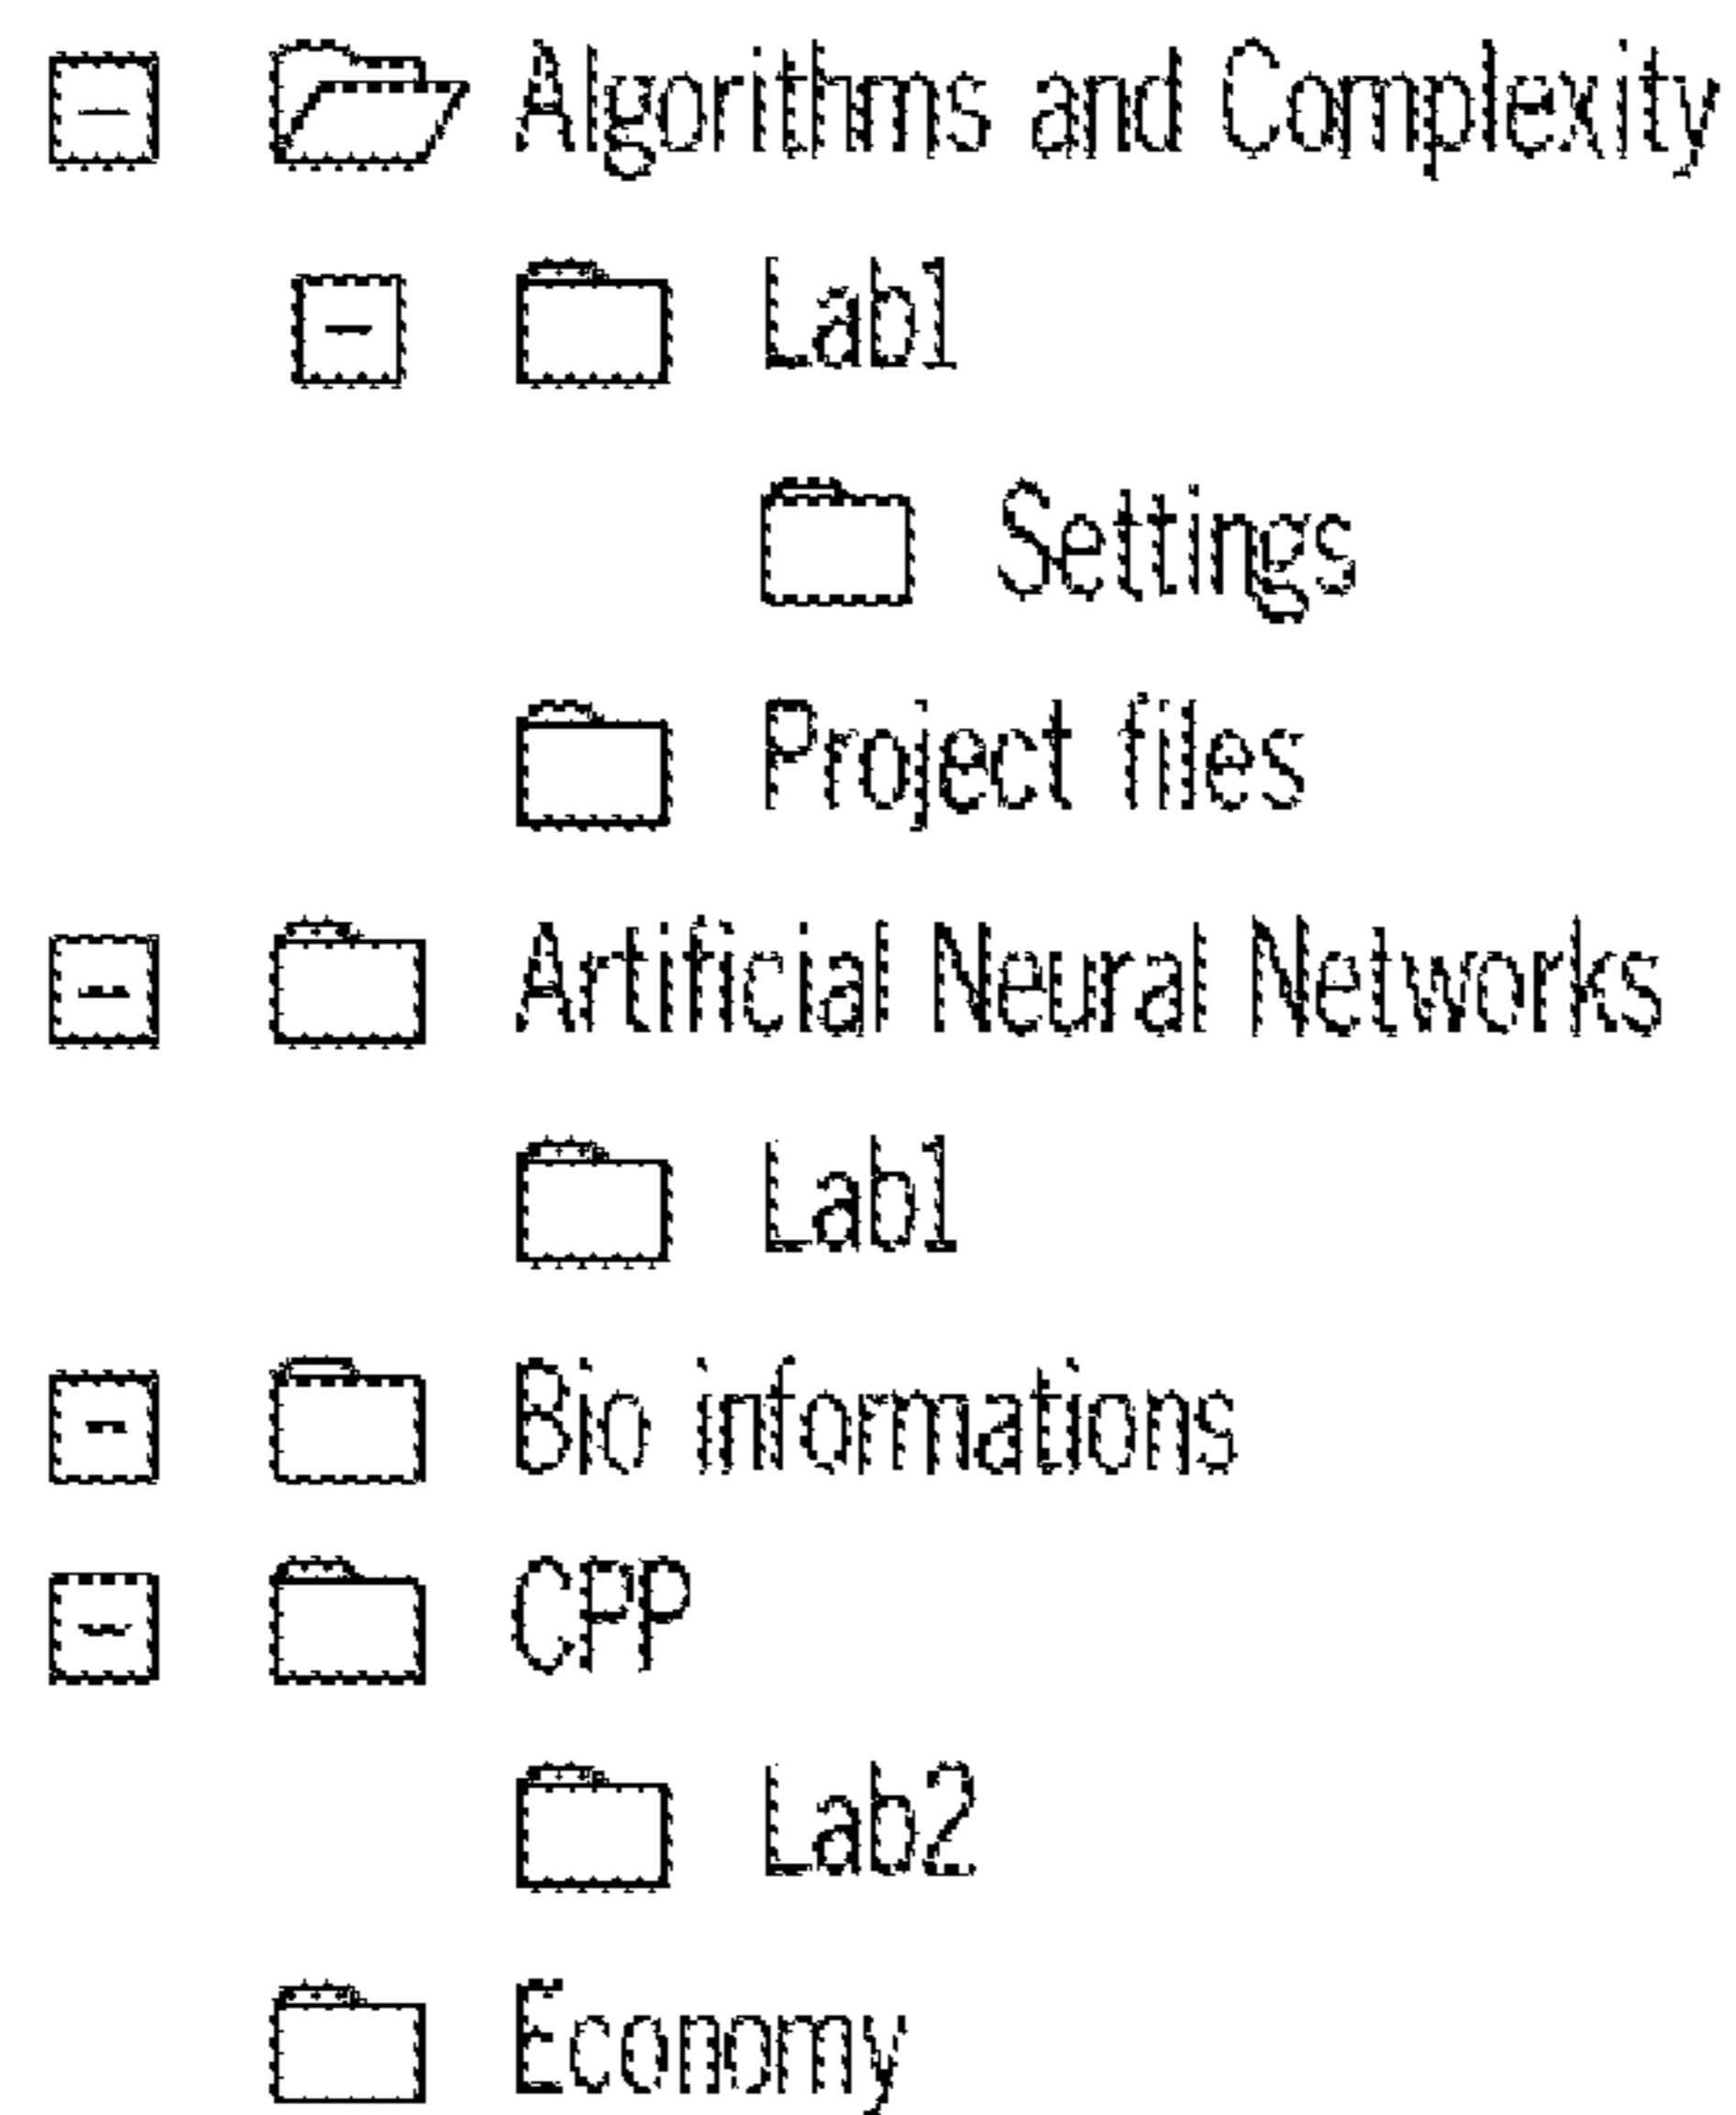 Algorithms and Complexity
Lab1
Settings
Project files
Artificial Neural Networks
Lab1
Bio informations
CPP
Lab2
Economy